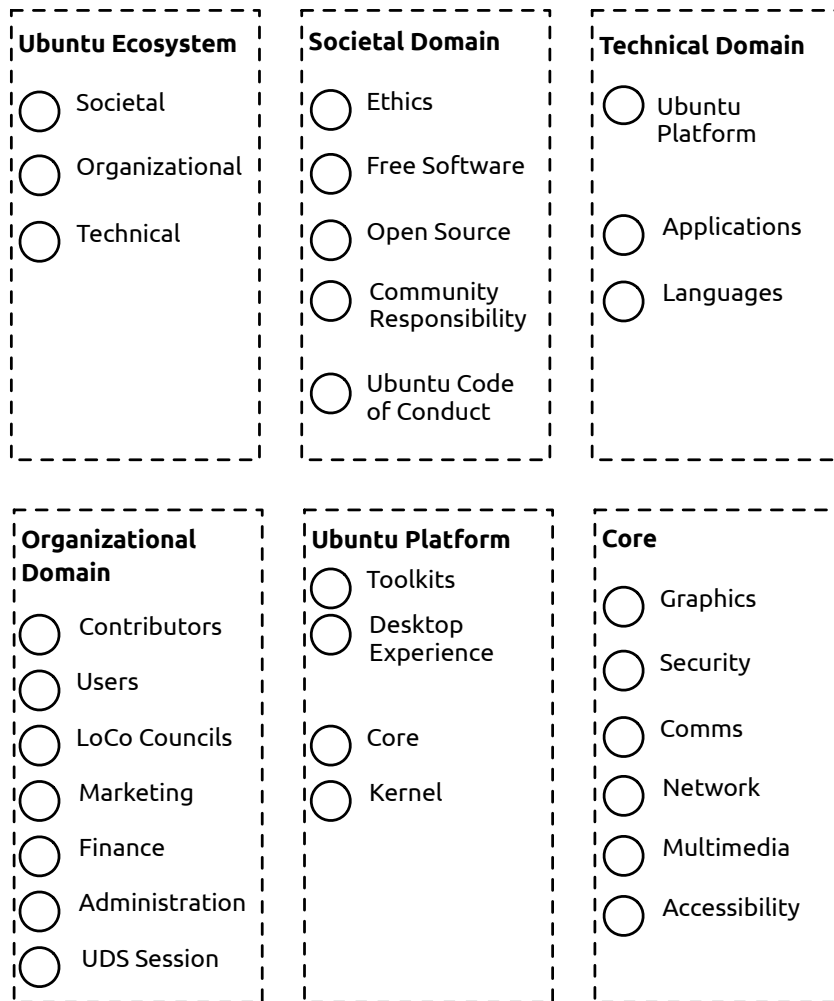 Ubuntu Ecosystem
Societal
Organizational
Technical
Societal Domain
Ethics
Free Software
Open Source
Community
Responsibility
Ubuntu Code
of Conduct
Technical Domain
Ubuntu
Platform
Applications
Languages
Organizational
Domain
Contributors
Users
LoCo Councils
Marketing
Finance
Administration
UDS Session
Ubuntu Platform
Toolkits
Desktop
Experience
Core
Kernel
Core
Graphics
Security
Comms
Network
Multimedia
Accessibility